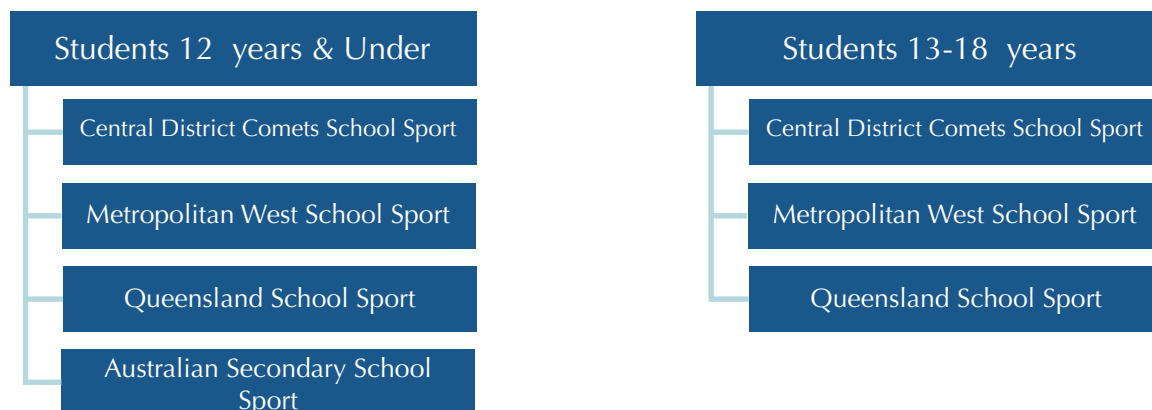 Students 12 years & Under
Central District Comets School Sport
Metropolitan West School Sport
Queensland School Sport
Australian Secondary School
Sport
Students 13-18 years
Central District Comets School Sport
Metropolitan West School Sport
Queensland School Sport